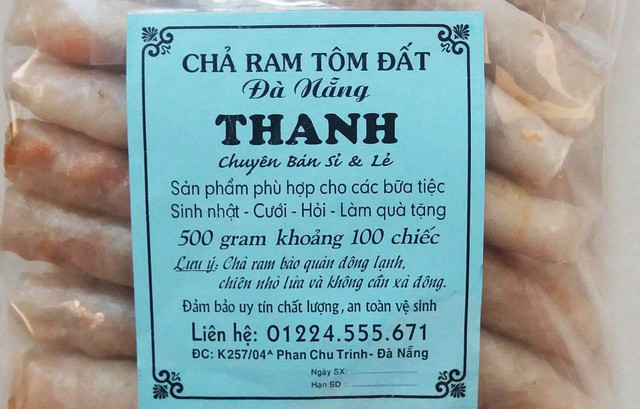 CHẢ RAM TÔM ĐẤT
Đà Nẵng
THANH
Chuyên Bán Sỉ & Lẻ
Sản phẩm phù hợp cho các bữa tiệc
Sinh nhật - Cưới - Hỏi - Làm quà tặng
500 gram khoảng 100 chiếc
Lưu ý: Chả ram bảo quản đông lạnh,
chiên nhỏ lửa và không cần xả đông.
Đảm bảo uy tín chất lượng, an toàn vệ sinh
Liên hệ: 01224.555.671
ĐC: K257/04ᴬ Phan Chu Trinh- Đà Nẵng
Ngày SX:
Hạn SD :